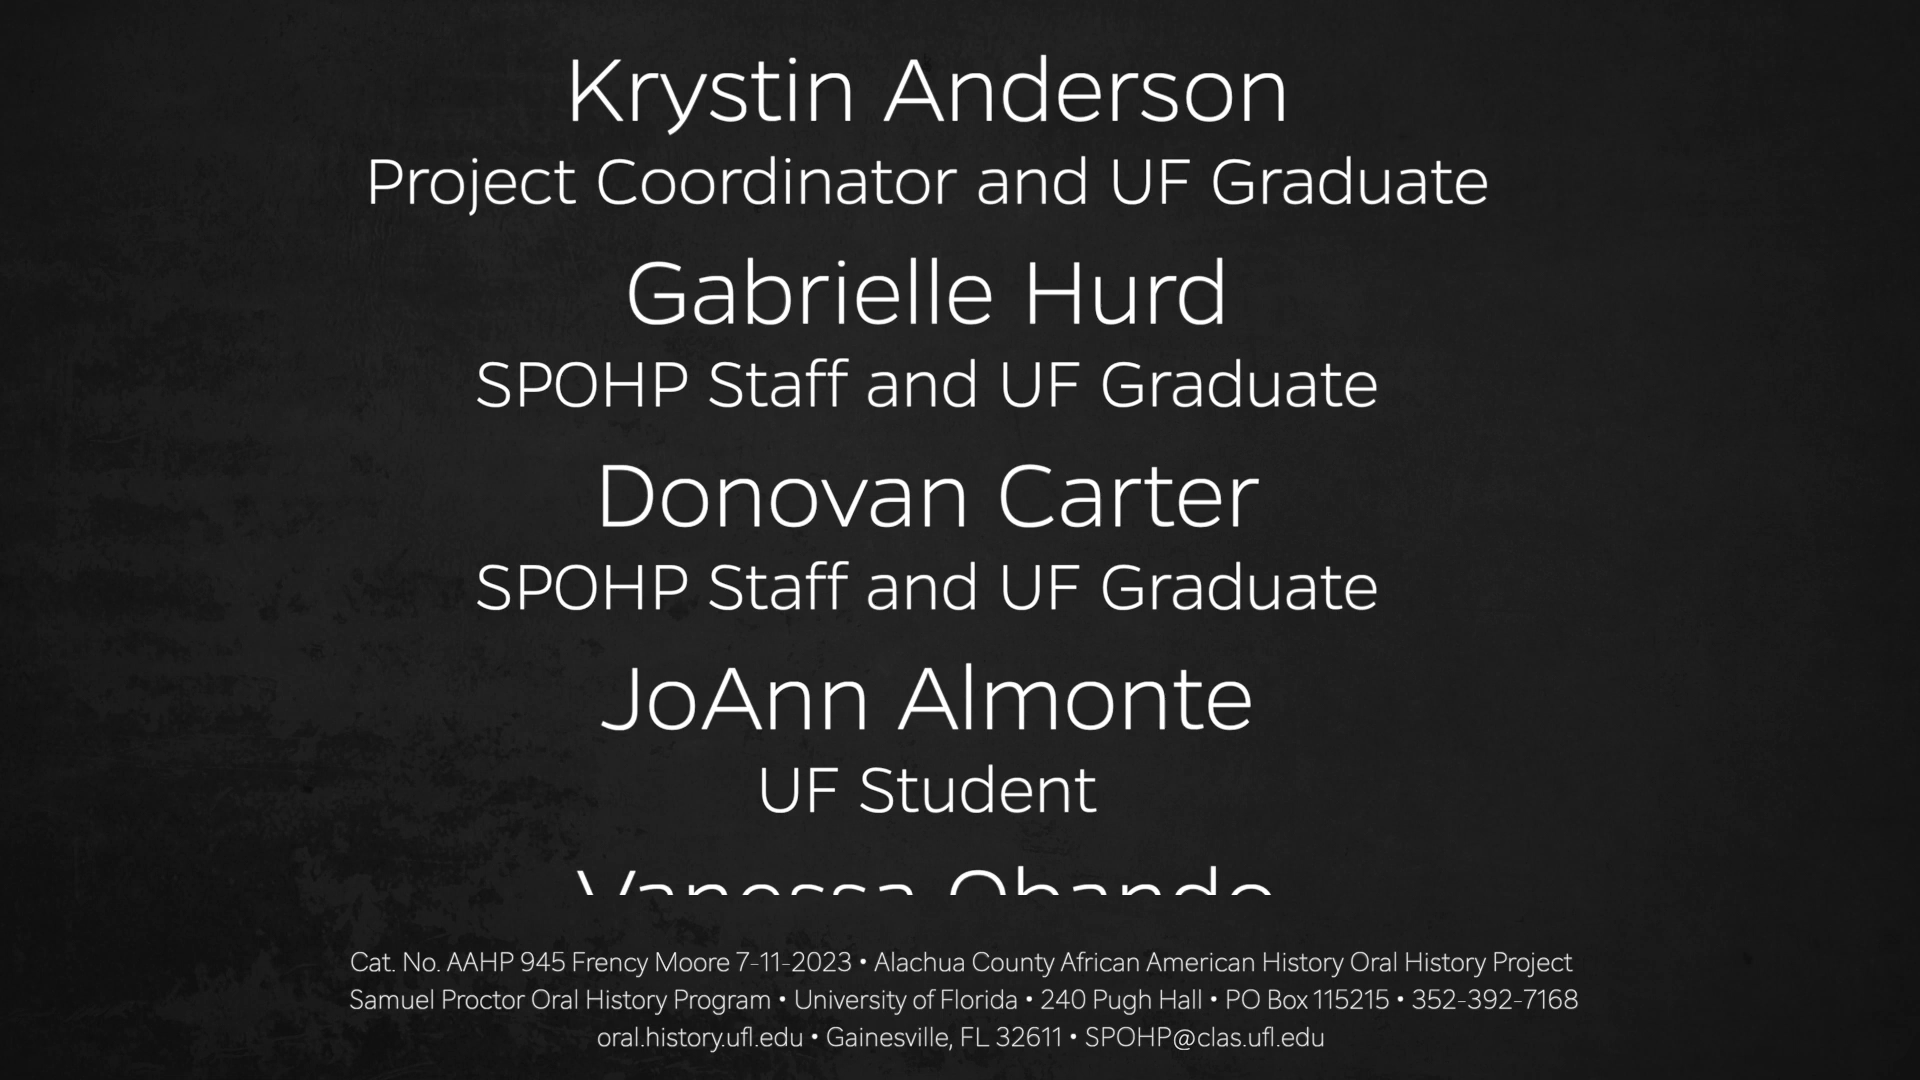 Krystin Anderson
Project Coordinator and UF Graduate
Gabrielle Hurd
SPOHP Staff and UF Graduate
Donovan Carter
SPOHP Staff and UF Graduate
JoAnn Almonte
UF Student
Vanessa Obando
Cat. No. AAHP 945 Frency Moore 7-11-2023 • Alachua County African American History Oral History Project
Samuel Proctor Oral History Program • University of Florida • 240 Pugh Hall • PO Box 115215 • 352-392-7168
oral.history.ufl.edu • Gainesville, FL 32611 • SPOHP@clas.ufl.edu